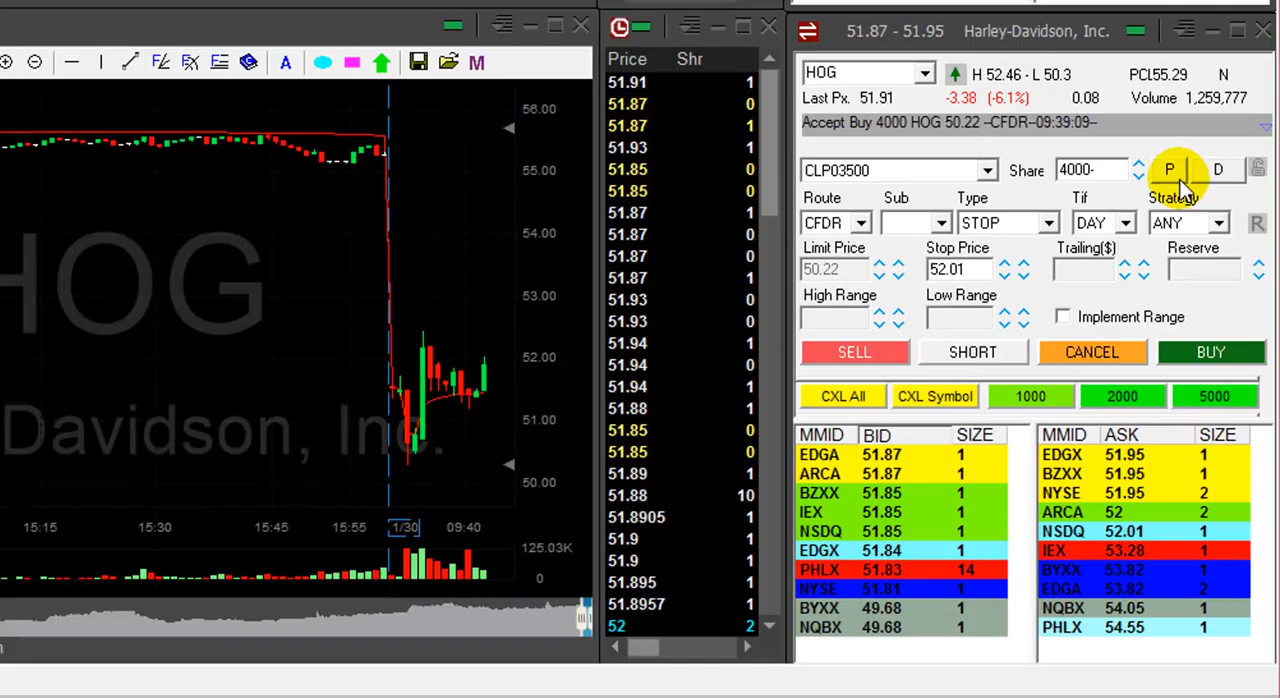 51.87 - 51.95 Harley-Davidson, Inc.
A M
56.00
55.00
54.00
53.00
52.00
51.00
50.00
HOG
Davidson, Inc.
15:15 15:30 15:45 15:55 1/30 09:40
125.03K
0
Price Shr
51.91 1
51.87 0
51.87 1
51.93 1
51.85 0
51.85 0
51.87 1
51.87 0
51.87 0
51.87 1
51.93 0
51.93 0
51.94 1
51.94 0
51.94 1
51.88 1
51.85 0
51.85 0
51.89 1
51.88 10
51.8905 1
51.9 1
51.9 1
51.895 1
51.8957 1
52 2
HOG H 52.46 - L 50.3 PCL55.29 N
Last Px. 51.91 -3.38 (-6.1%) 0.08 Volume 1,259,777
Accept Buy 4000 HOG 50.22 --CFDR--09:39:09--
CLP03500 Share 4000- P D
Route Sub Type Tif Strategy
CFDR STOP DAY ANY R
Limit Price Stop Price Trailing($) Reserve
50.22 52.01
High Range Low Range
Implement Range
SELL SHORT CANCEL BUY
CXL All CXL Symbol 1000 2000 5000
MMID BID SIZE MMID ASK SIZE
EDGA 51.87 1 EDGX 51.95 1
ARCA 51.87 1 BZXX 51.95 1
BZXX 51.85 1 NYSE 51.95 2
IEX 51.85 1 ARCA 52 2
NSDQ 51.85 1 NSDQ 52.01 1
EDGX 51.84 1 IEX 53.28 1
PHLX 51.83 14 BYXX 53.82 1
NYSE 51.81 1 EDGA 53.82 2
BYXX 49.68 1 NQBX 54.05 1
NQBX 49.68 1 PHLX 54.55 1